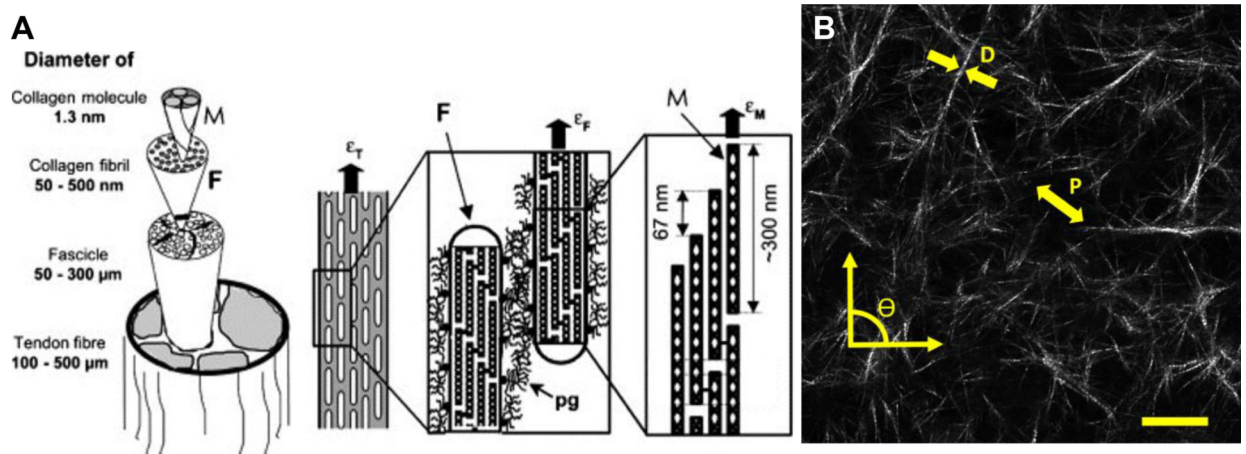 A
Diameter of
Collagen molecule
1.3 nm
M
Collagen fibril
50 - 500 nm
F
Fascicle
50 - 300 µm
Tendon fibre
100 - 500 µm
εT
F
εF
pg
M
εM
67 nm
~300 nm
B
D
P
Θ